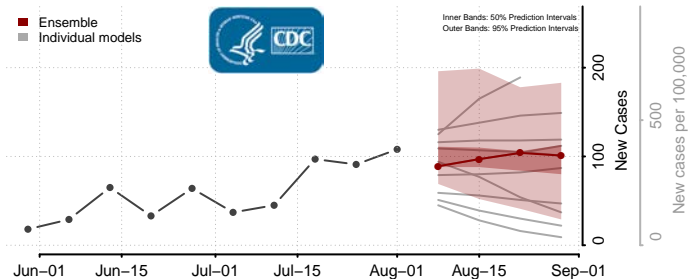 Ensemble
Individual models
CDC
Inner Bands: 50% Prediction Intervals
Outer Bands: 95% Prediction Intervals
200
100
0
New Cases
500
0
New cases per 100,000
Jun–01
Jun–15
Jul–01
Jul–15
Aug–01
Aug–15
Sep–01